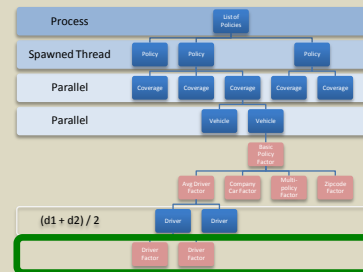 Process
List of
Policies
Spawned Thread
Policy
Policy
Policy
Parallel
Coverage
Coverage
Coverage
Coverage
Coverage
Parallel
Vehicle
Vehicle
Basic
Policy
Factor
Avg Driver
Factor
Company
Car Factor
Multi-
policy
Factor
Zipcode
Factor
(d1 + d2) / 2
Driver
Driver
Driver
Factor
Driver
Factor